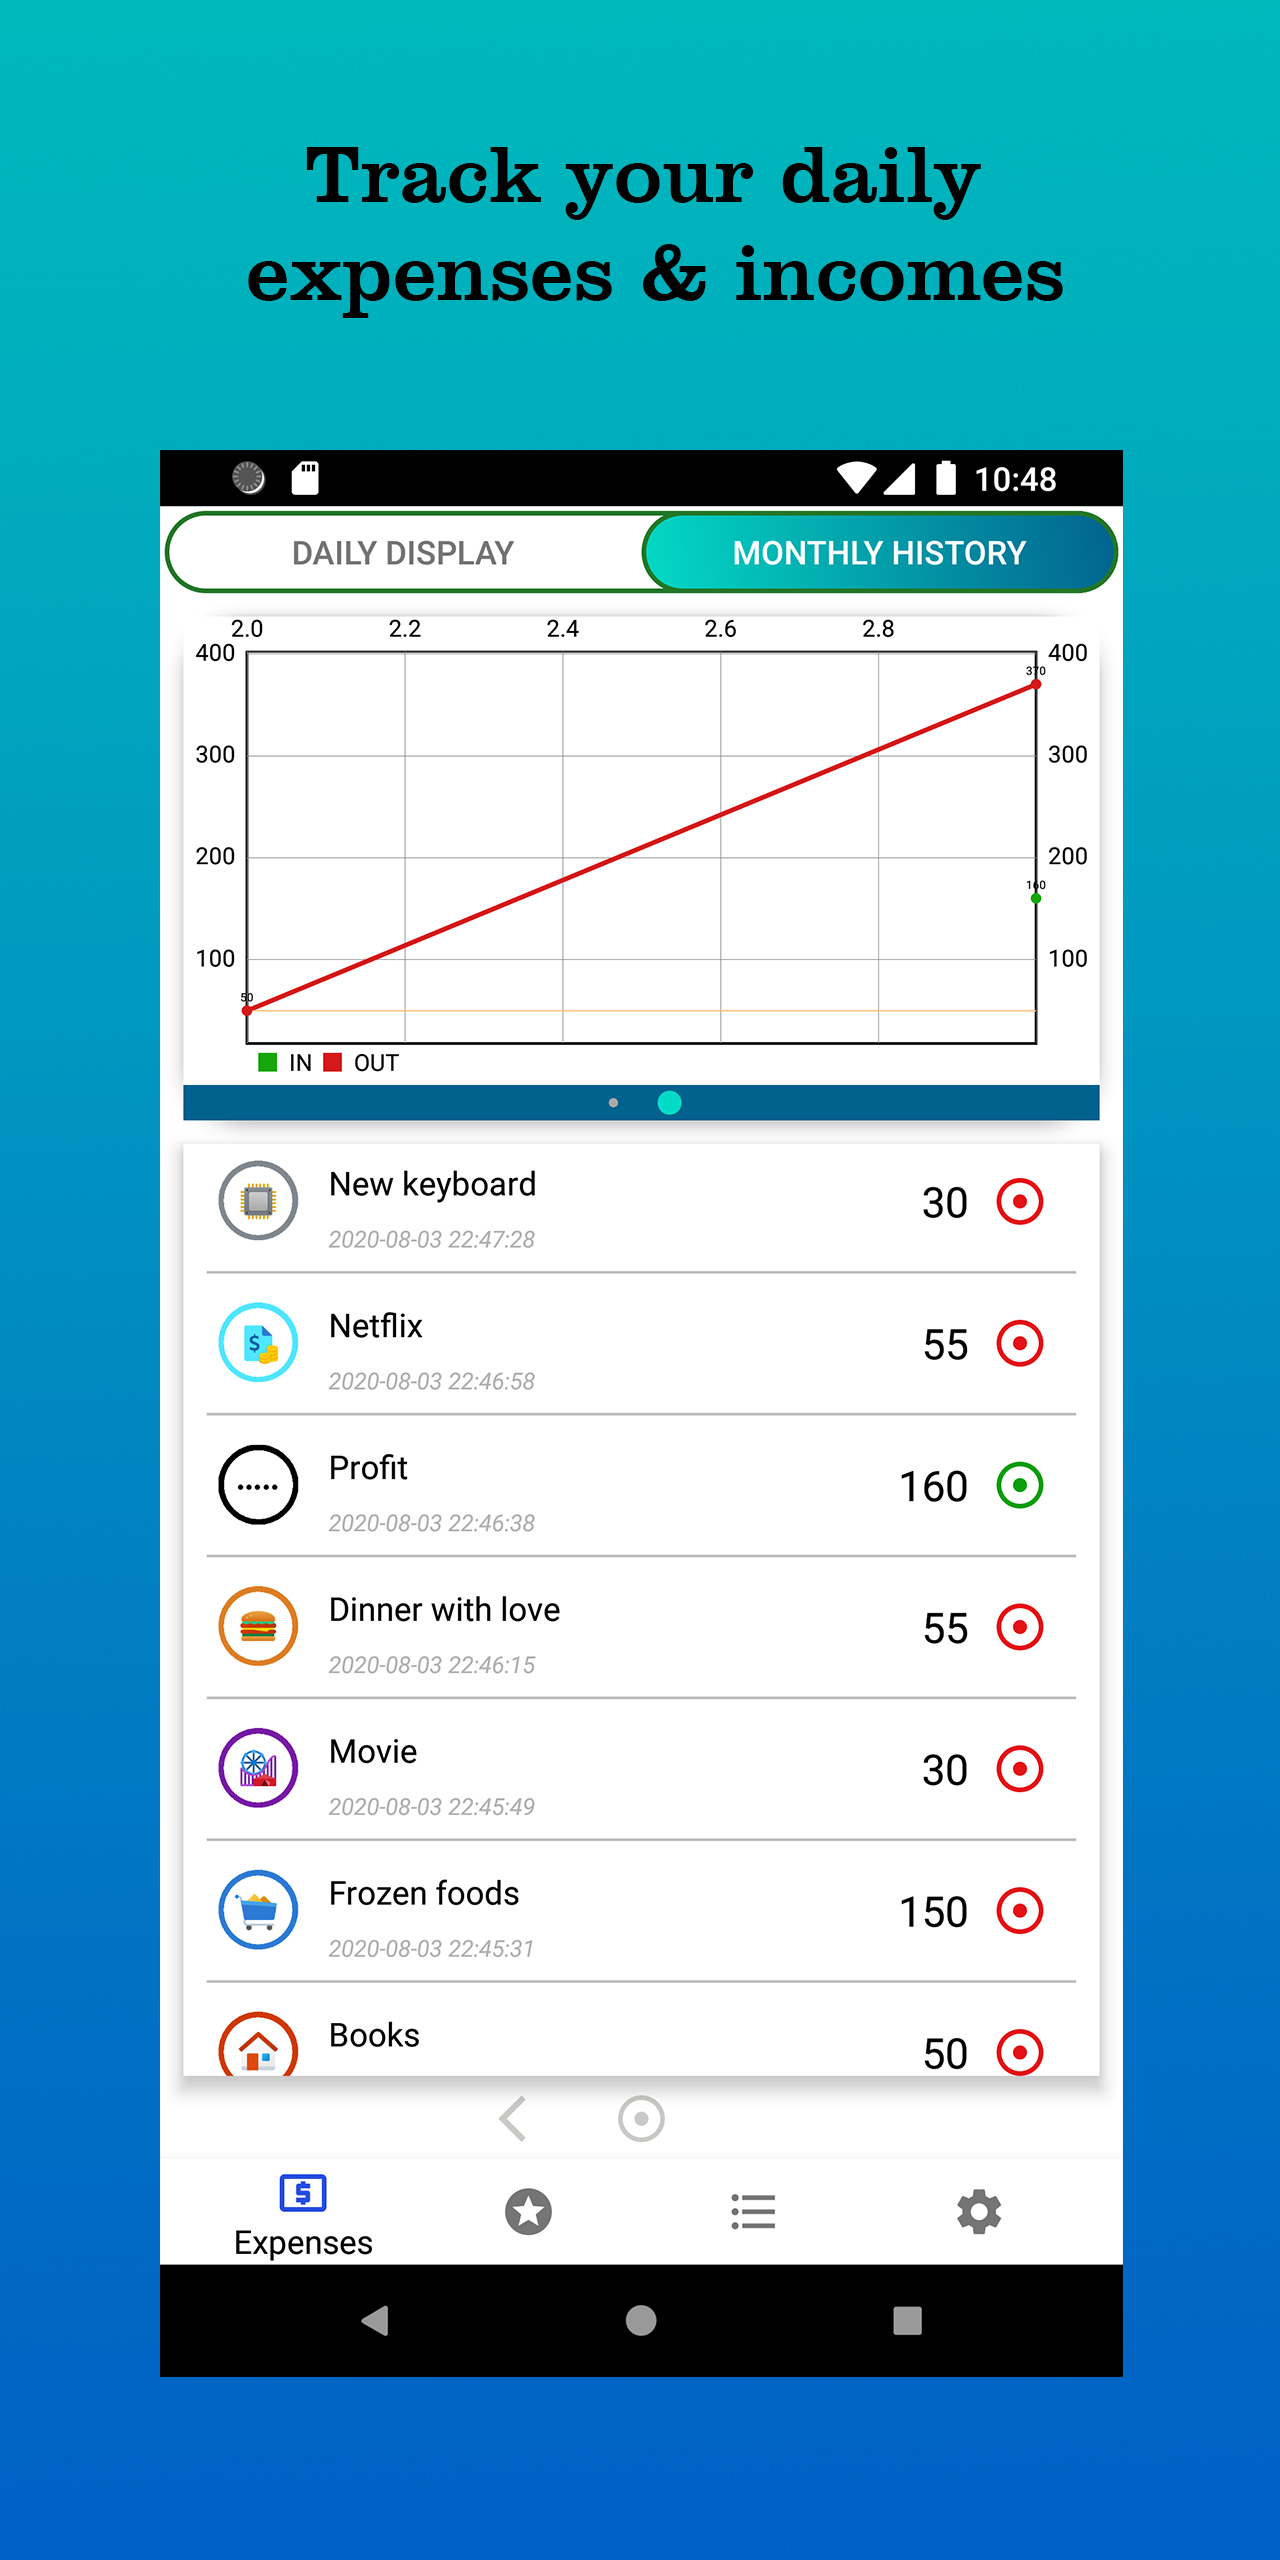 Track your daily
expenses & incomes
10:48
DAILY DISPLAY MONTHLY HISTORY
2.0 2.2 2.4 2.6 2.8
400 400
370
300 300
200 200
160
100 100
50
IN OUT
New keyboard
30
2020-08-03 22:47:28
Netflix
55
2020-08-03 22:46:58
Profit
160
2020-08-03 22:46:38
Dinner with love
55
2020-08-03 22:46:15
Movie
30
2020-08-03 22:45:49
Frozen foods
150
2020-08-03 22:45:31
Books
50
Expenses